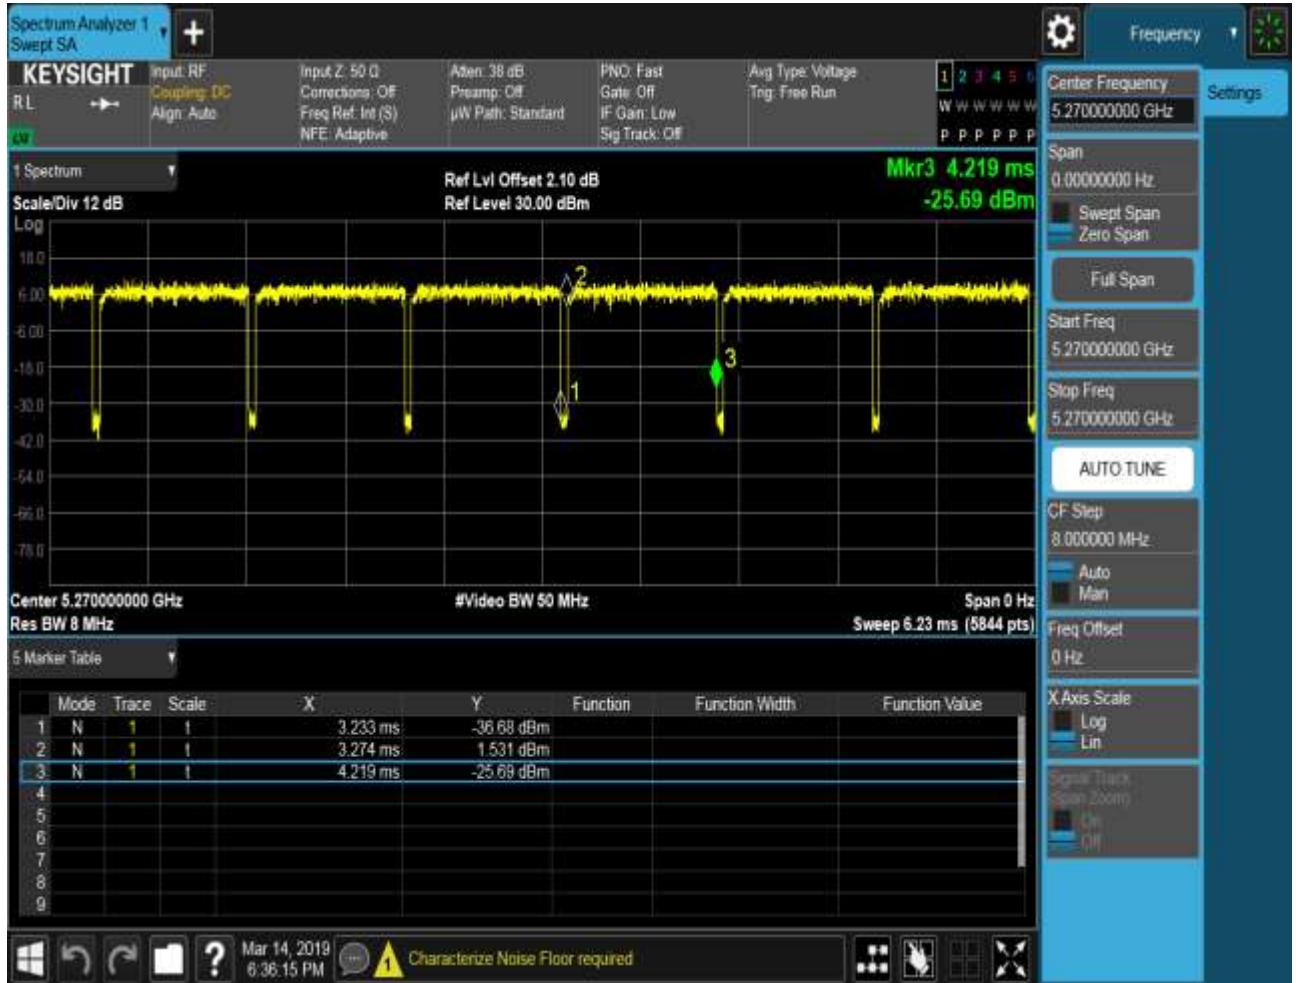 Spectrum Analyzer 1
Swept SA
+
Frequency
KEYSIGHT
RL
Input: RF
Coupling: DC
Align: Auto
Input Z: 50 Ω
Corrections: Off
Freq Ref: Int (S)
NFE: Adaptive
Atten: 38 dB
Preamp: Off
µW Path: Standard
PNO: Fast
Gate: Off
IF Gain: Low
Sig Track: Off
Avg Type: Voltage
Trig: Free Run
1 2 3 4 5 6
W W W W W W
P P P P P P
1 Spectrum
Scale/Div 12 dB
Ref Lvl Offset 2.10 dB
Ref Level 30.00 dBm
Mkr3 4.219 ms
-25.69 dBm
Log
18.0
6.00
-6.00
-18.0
-30.0
-42.0
-54.0
-66.0
-78.0
2
3
1
Center 5.270000000 GHz
Res BW 8 MHz
#Video BW 50 MHz
Span 0 Hz
Sweep 6.23 ms (5844 pts)
5 Marker Table
Mode Trace Scale X Y Function Function Width Function Value
1 N 1 t 3.233 ms -36.68 dBm
2 N 1 t 3.274 ms 1.531 dBm
3 N 1 t 4.219 ms -25.69 dBm
4
5
6
7
8
9
Mar 14, 2019
6:36:15 PM
?
1
Characterize Noise Floor required
Center Frequency
5.270000000 GHz
Settings
Span
0.00000000 Hz
Swept Span
Zero Span
Full Span
Start Freq
5.270000000 GHz
Stop Freq
5.270000000 GHz
AUTO TUNE
CF Step
8.000000 MHz
Auto
Man
Freq Offset
0 Hz
X Axis Scale
Log
Lin
Signal Track
(Span Zoom)
On
Off